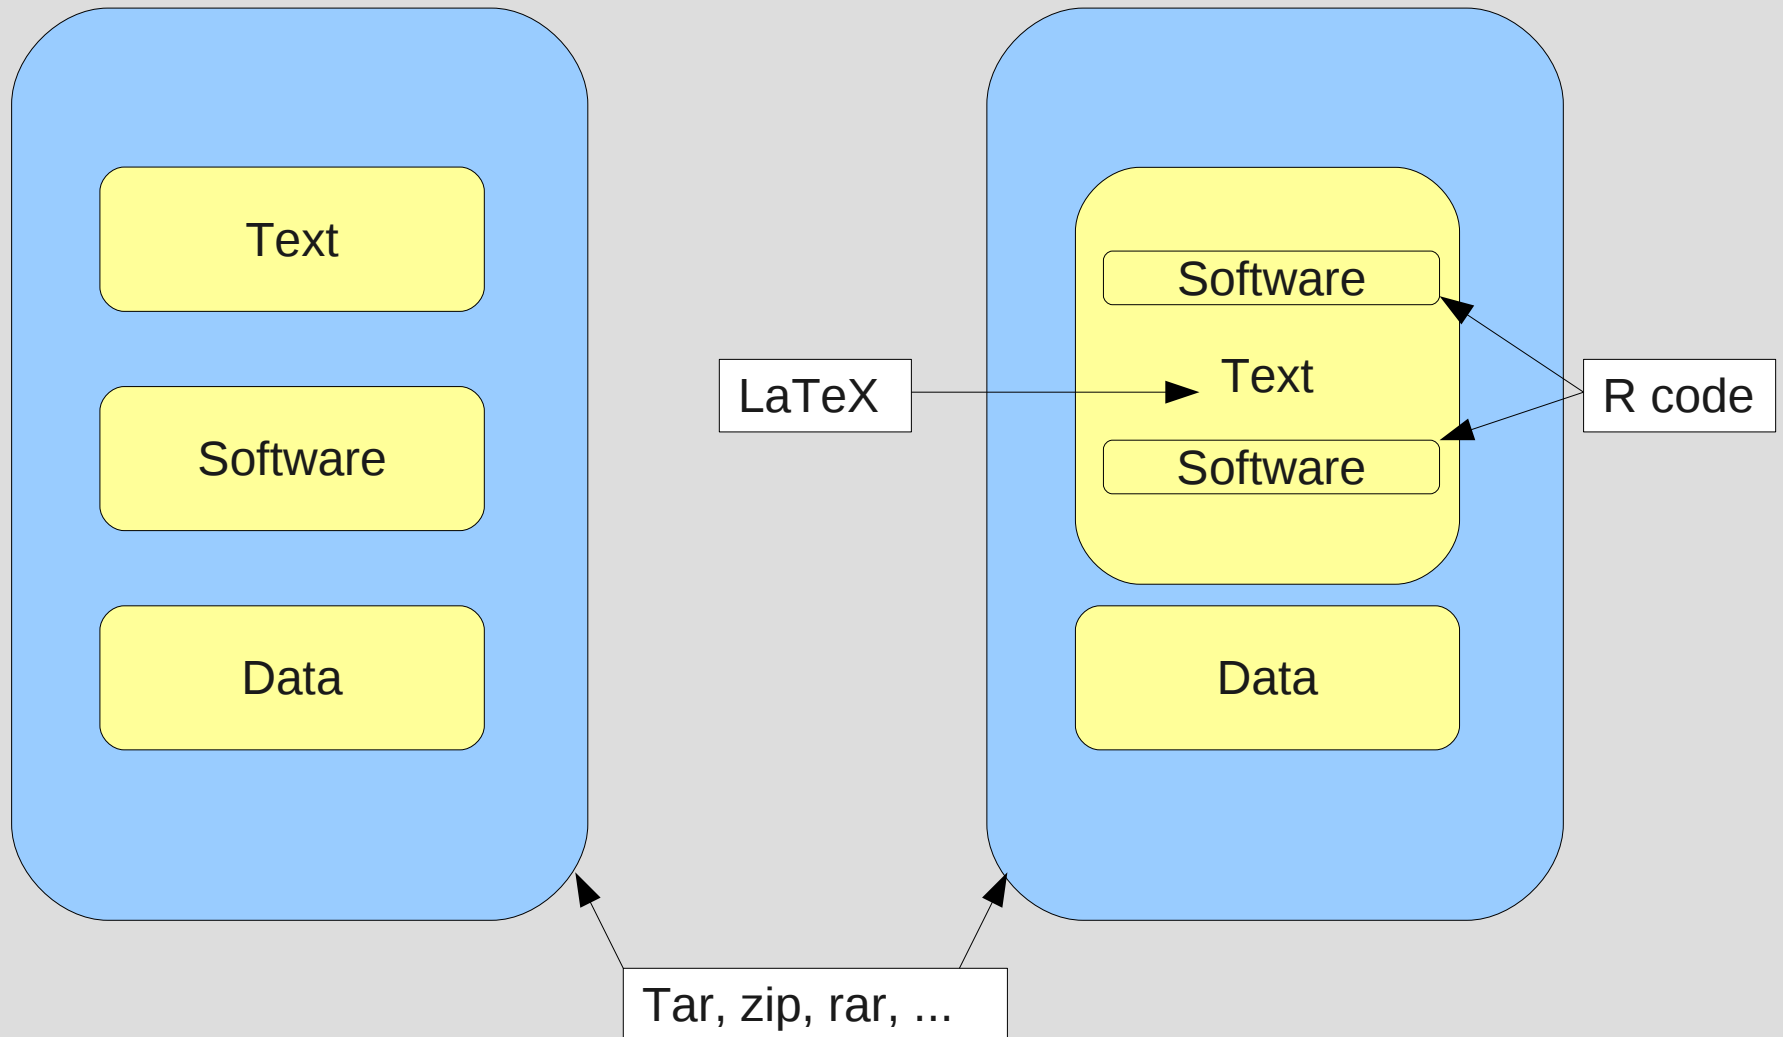 Text
Software
Data
LaTeX
Software
Text
Software
Data
R code
Tar, zip, rar, ...